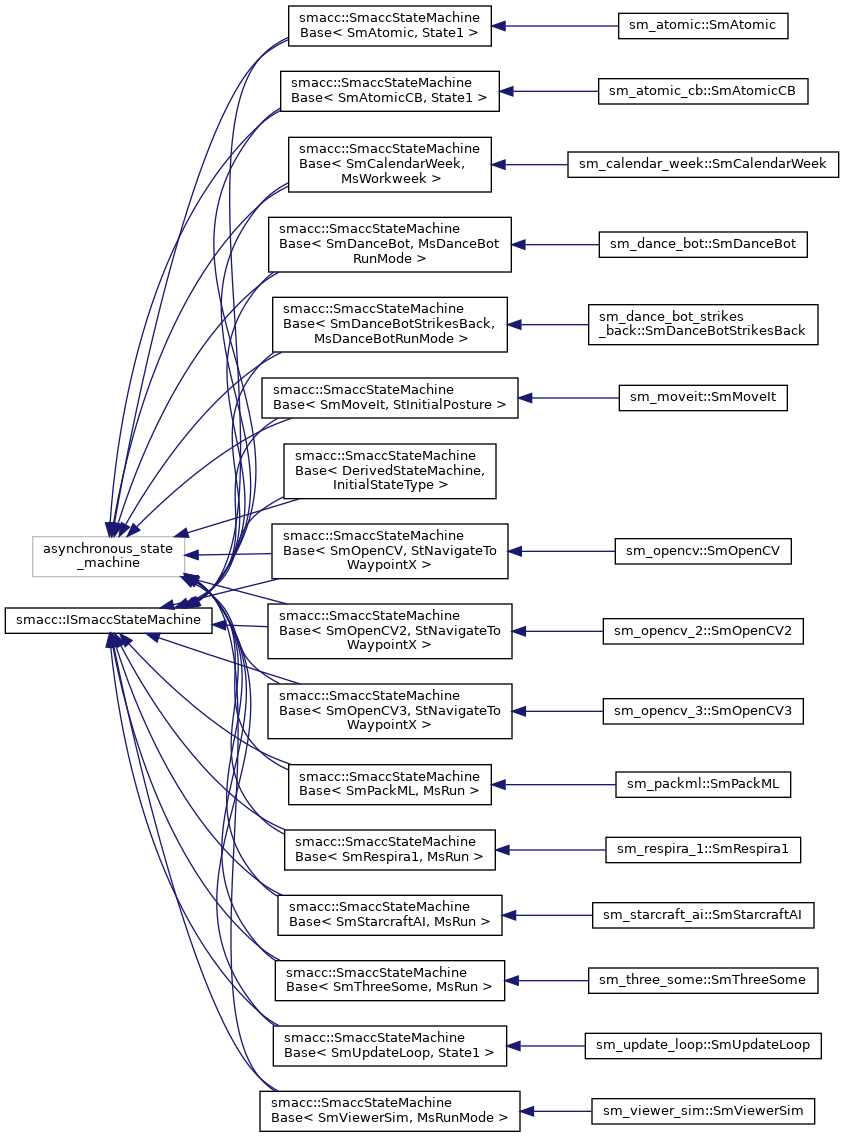 smacc::SmaccStateMachine
Base< SmAtomic, State1 >
sm_atomic::SmAtomic
smacc::SmaccStateMachine
Base< SmAtomicCB, State1 >
sm_atomic_cb::SmAtomicCB
smacc::SmaccStateMachine
Base< SmCalendarWeek,
MsWorkweek >
sm_calendar_week::SmCalendarWeek
smacc::SmaccStateMachine
Base< SmDanceBot, MsDanceBot
RunMode >
sm_dance_bot::SmDanceBot
smacc::SmaccStateMachine
Base< SmDanceBotStrikesBack,
MsDanceBotRunMode >
sm_dance_bot_strikes
_back::SmDanceBotStrikesBack
smacc::SmaccStateMachine
Base< SmMoveIt, StInitialPosture >
sm_moveit::SmMoveIt
smacc::SmaccStateMachine
Base< DerivedStateMachine,
InitialStateType >
asynchronous_state
_machine
smacc::SmaccStateMachine
Base< SmOpenCV, StNavigateTo
WaypointX >
sm_opencv::SmOpenCV
smacc::ISmaccStateMachine
smacc::SmaccStateMachine
Base< SmOpenCV2, StNavigateTo
WaypointX >
sm_opencv_2::SmOpenCV2
smacc::SmaccStateMachine
Base< SmOpenCV3, StNavigateTo
WaypointX >
sm_opencv_3::SmOpenCV3
smacc::SmaccStateMachine
Base< SmPackML, MsRun >
sm_packml::SmPackML
smacc::SmaccStateMachine
Base< SmRespira1, MsRun >
sm_respira_1::SmRespira1
smacc::SmaccStateMachine
Base< SmStarcraftAI, MsRun >
sm_starcraft_ai::SmStarcraftAI
smacc::SmaccStateMachine
Base< SmThreeSome, MsRun >
sm_three_some::SmThreeSome
smacc::SmaccStateMachine
Base< SmUpdateLoop, State1 >
sm_update_loop::SmUpdateLoop
smacc::SmaccStateMachine
Base< SmViewerSim, MsRunMode >
sm_viewer_sim::SmViewerSim